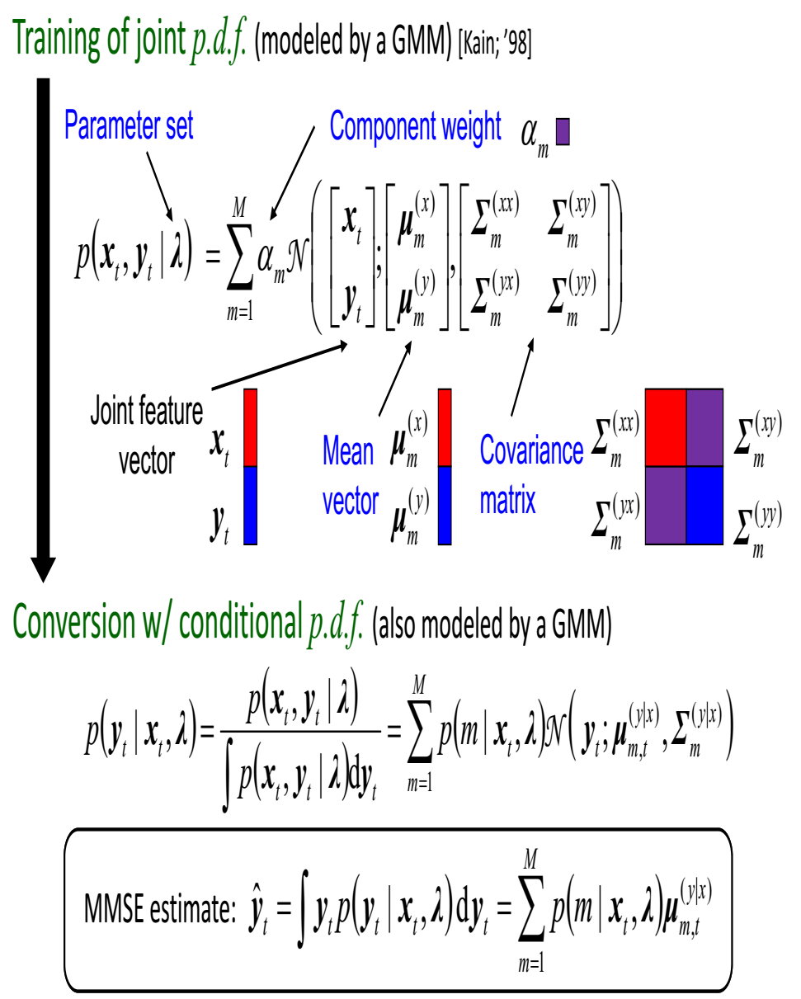 Training of joint p.d.f. (modeled by a GMM) [Kain; ’98]
Parameter set Component weight α_m
p(x_t, y_t | λ) = ∑_{m=1}^{M} α_m 𝒩([x_t y_t]; [μ_m^{(x)} μ_m^{(y)}], [Σ_m^{(xx)} Σ_m^{(xy)} Σ_m^{(yx)} Σ_m^{(yy)}])
Joint feature
vector
x_t
y_t
Mean
vector
μ_m^{(x)}
μ_m^{(y)}
Covariance
matrix
Σ_m^{(xx)} Σ_m^{(xy)}
Σ_m^{(yx)} Σ_m^{(yy)}
Conversion w/ conditional p.d.f. (also modeled by a GMM)
p(y_t | x_t, λ) = p(x_t, y_t | λ) / ∫ p(x_t, y_t | λ) dy_t = ∑_{m=1}^{M} p(m | x_t, λ) 𝒩(y_t; μ_{m,t}^{(y|x)}, Σ_m^{(y|x)})
MMSE estimate: ŷ_t = ∫ y_t p(y_t | x_t, λ) dy_t = ∑_{m=1}^{M} p(m | x_t, λ) μ_{m,t}^{(y|x)}